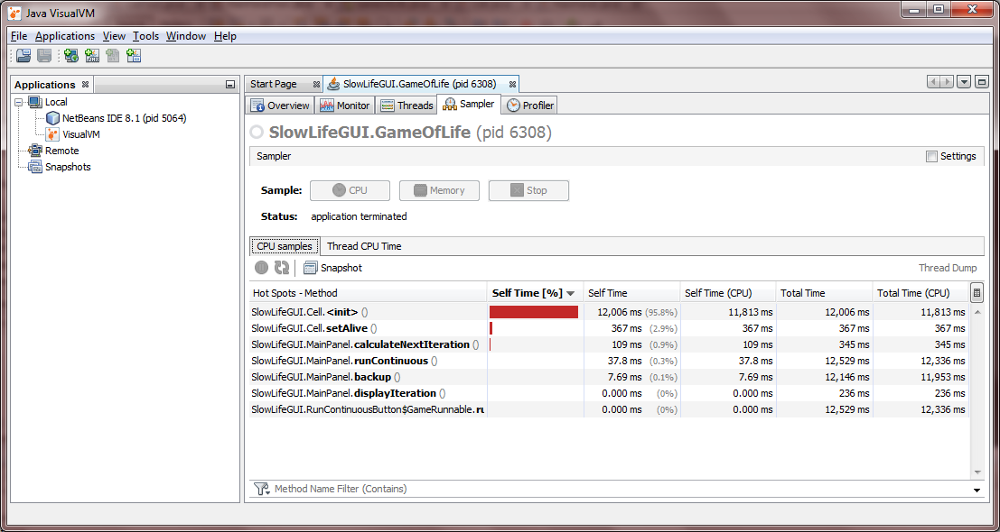 Java VisualVM
File Applications View Tools Window Help
Applications
Local
NetBeans IDE 8.1 (pid 5064)
VisualVM
Remote
Snapshots
Start Page SlowLifeGUI.GameOfLife (pid 6308)
Overview Monitor Threads Sampler Profiler
SlowLifeGUI.GameOfLife (pid 6308)
Sampler Settings
Sample: CPU Memory Stop
Status: application terminated
CPU samples Thread CPU Time
Snapshot Thread Dump
Hot Spots - Method Self Time [%] Self Time Self Time (CPU) Total Time Total Time (CPU)
SlowLifeGUI.Cell.<init> () 12,006 ms (95.8%) 11,813 ms 12,006 ms 11,813 ms
SlowLifeGUI.Cell.setAlive () 367 ms (2.9%) 367 ms 367 ms 367 ms
SlowLifeGUI.MainPanel.calculateNextIteration () 109 ms (0.9%) 109 ms 345 ms 345 ms
SlowLifeGUI.MainPanel.runContinuous () 37.8 ms (0.3%) 37.8 ms 12,529 ms 12,336 ms
SlowLifeGUI.MainPanel.backup () 7.69 ms (0.1%) 7.69 ms 12,146 ms 11,953 ms
SlowLifeGUI.MainPanel.displayIteration () 0.000 ms (0%) 0.000 ms 236 ms 236 ms
SlowLifeGUI.RunContinuousButton$GameRunnable.ru 0.000 ms (0%) 0.000 ms 12,529 ms 12,336 ms
Method Name Filter (Contains)